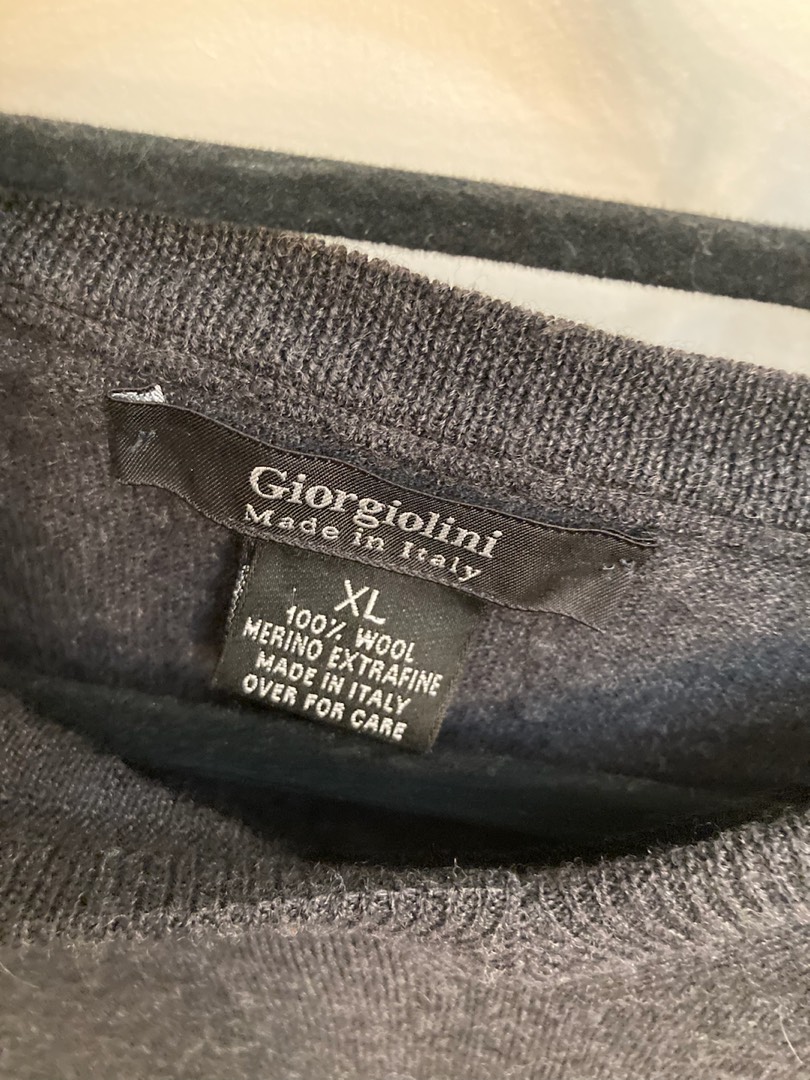 Giorgiolini
Made in Italy
XL
100% WOOL
MERINO EXTRAFINE
MADE IN ITALY
OVER FOR CARE